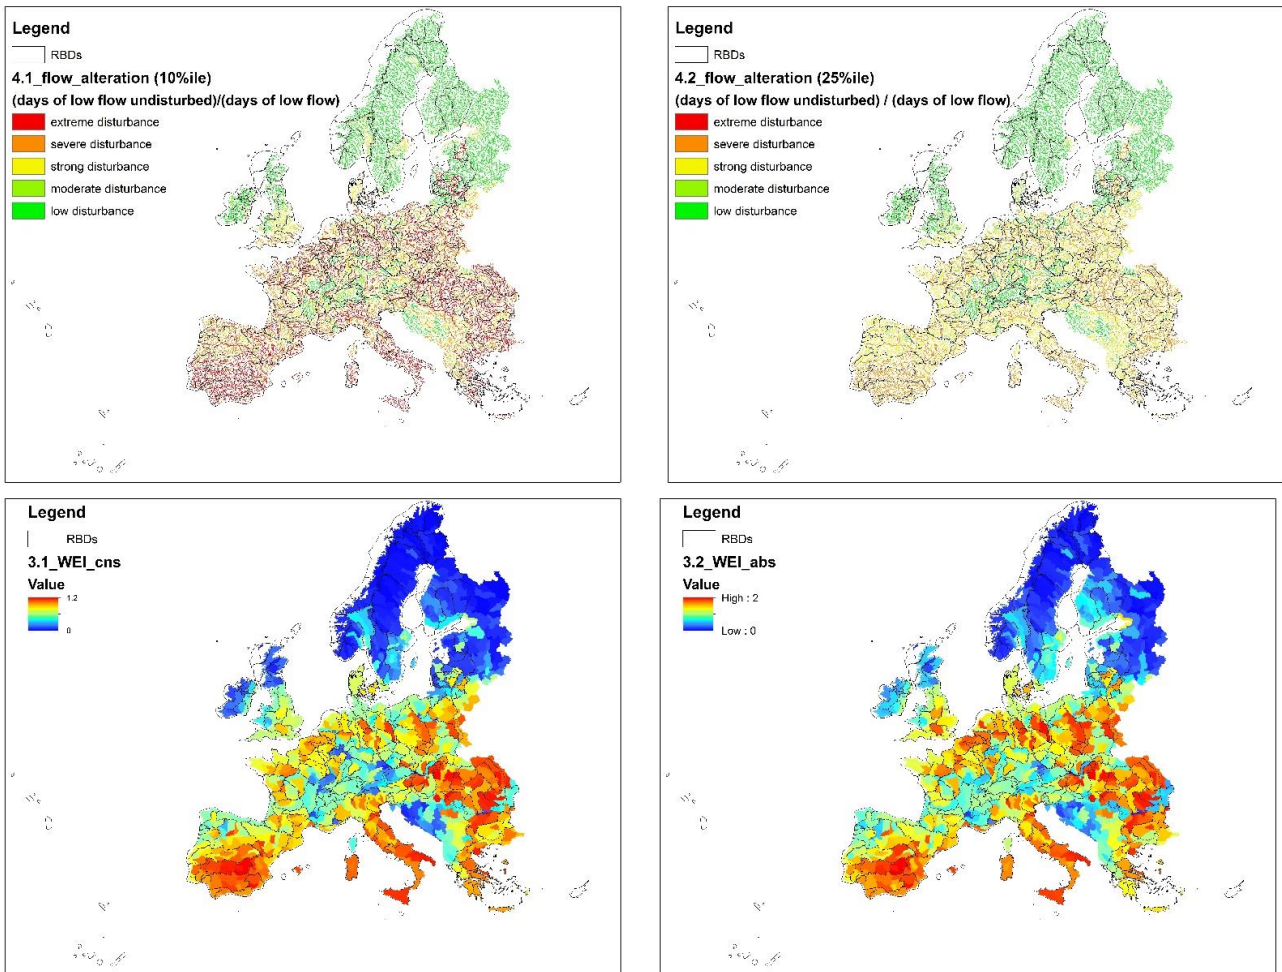 Legend
RBDs
4.1_flow_alteration (10%ile)
(days of low flow undisturbed)/(days of low flow)
extreme disturbance
severe disturbance
strong disturbance
moderate disturbance
low disturbance
Legend
RBDs
4.2_flow_alteration (25%ile)
(days of low flow undisturbed) / (days of low flow)
extreme disturbance
severe disturbance
strong disturbance
moderate disturbance
low disturbance
Legend
RBDs
3.1_WEI_cns
Value
1.2
0
Legend
RBDs
3.2_WEI_abs
Value
High : 2
Low : 0